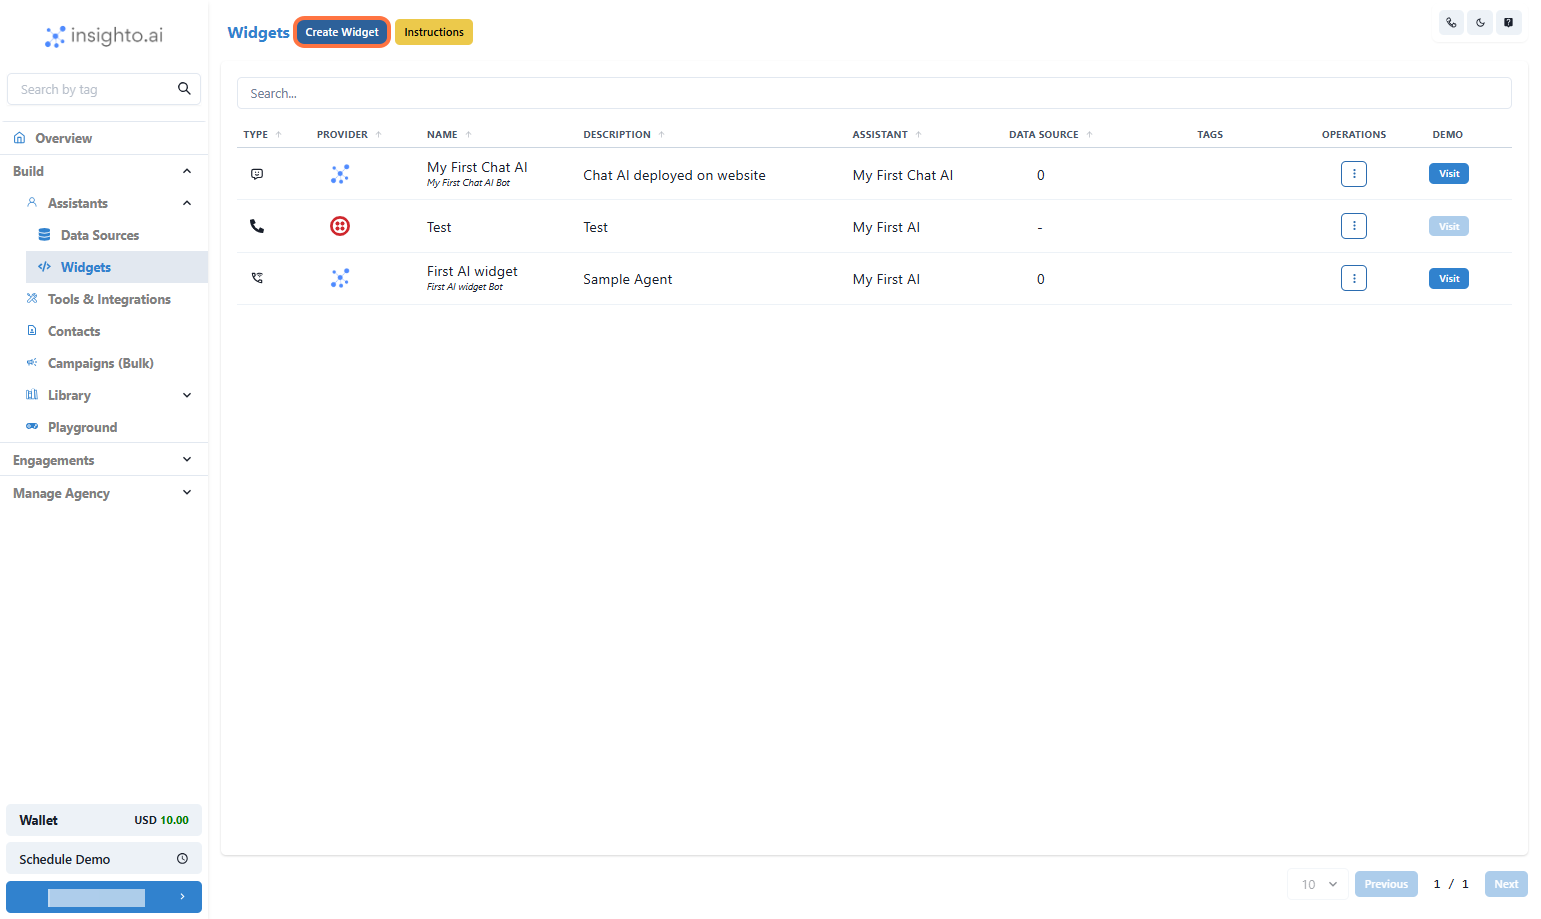 insighto.ai
Search by tag
Overview
Build
Assistants
Data Sources
Widgets
Tools & Integrations
Contacts
Campaigns (Bulk)
Library
Playground
Engagements
Manage Agency
Wallet USD 10.00
Schedule Demo
Widgets Create Widget Instructions
Search...
TYPE PROVIDER NAME DESCRIPTION ASSISTANT DATA SOURCE TAGS OPERATIONS DEMO
My First Chat AI Chat AI deployed on website My First Chat AI 0 Visit
My First Chat AI Bot
Test Test My First AI - Visit
First AI widget Sample Agent My First AI 0 Visit
First AI widget Bot
10 Previous 1 / 1 Next